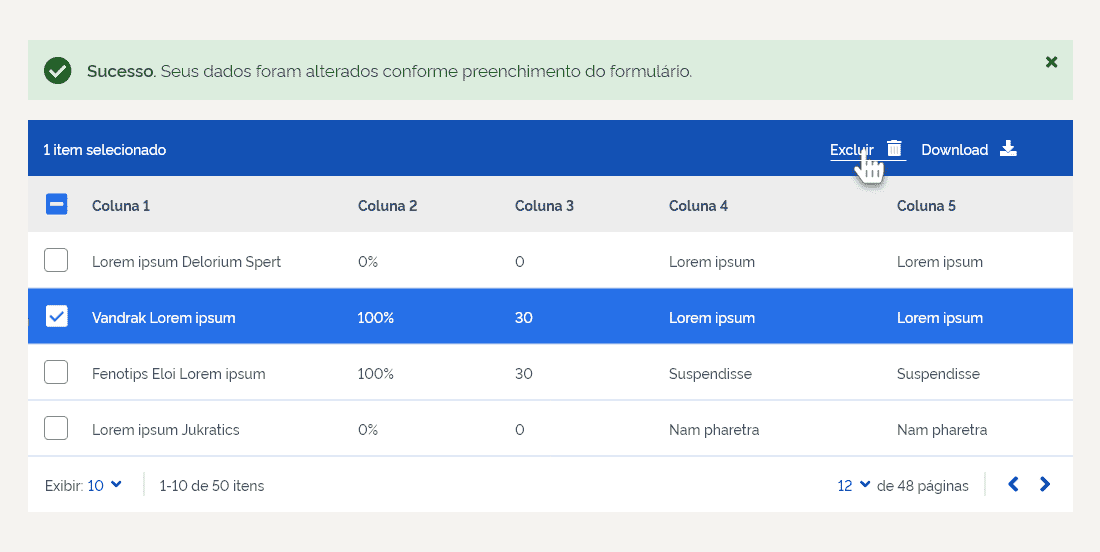 Sucesso. Seus dados foram alterados conforme preenchimento do formulário.
1 item selecionado Excluir Download
Coluna 1 Coluna 2 Coluna 3 Coluna 4 Coluna 5
Lorem ipsum Delorium Spert 0% 0 Lorem ipsum Lorem ipsum
Vandrak Lorem ipsum 100% 30 Lorem ipsum Lorem ipsum
Fenotips Eloi Lorem ipsum 100% 30 Suspendisse Suspendisse
Lorem ipsum Jukratics 0% 0 Nam pharetra Nam pharetra
Exibir: 10 1-10 de 50 itens 12 de 48 páginas